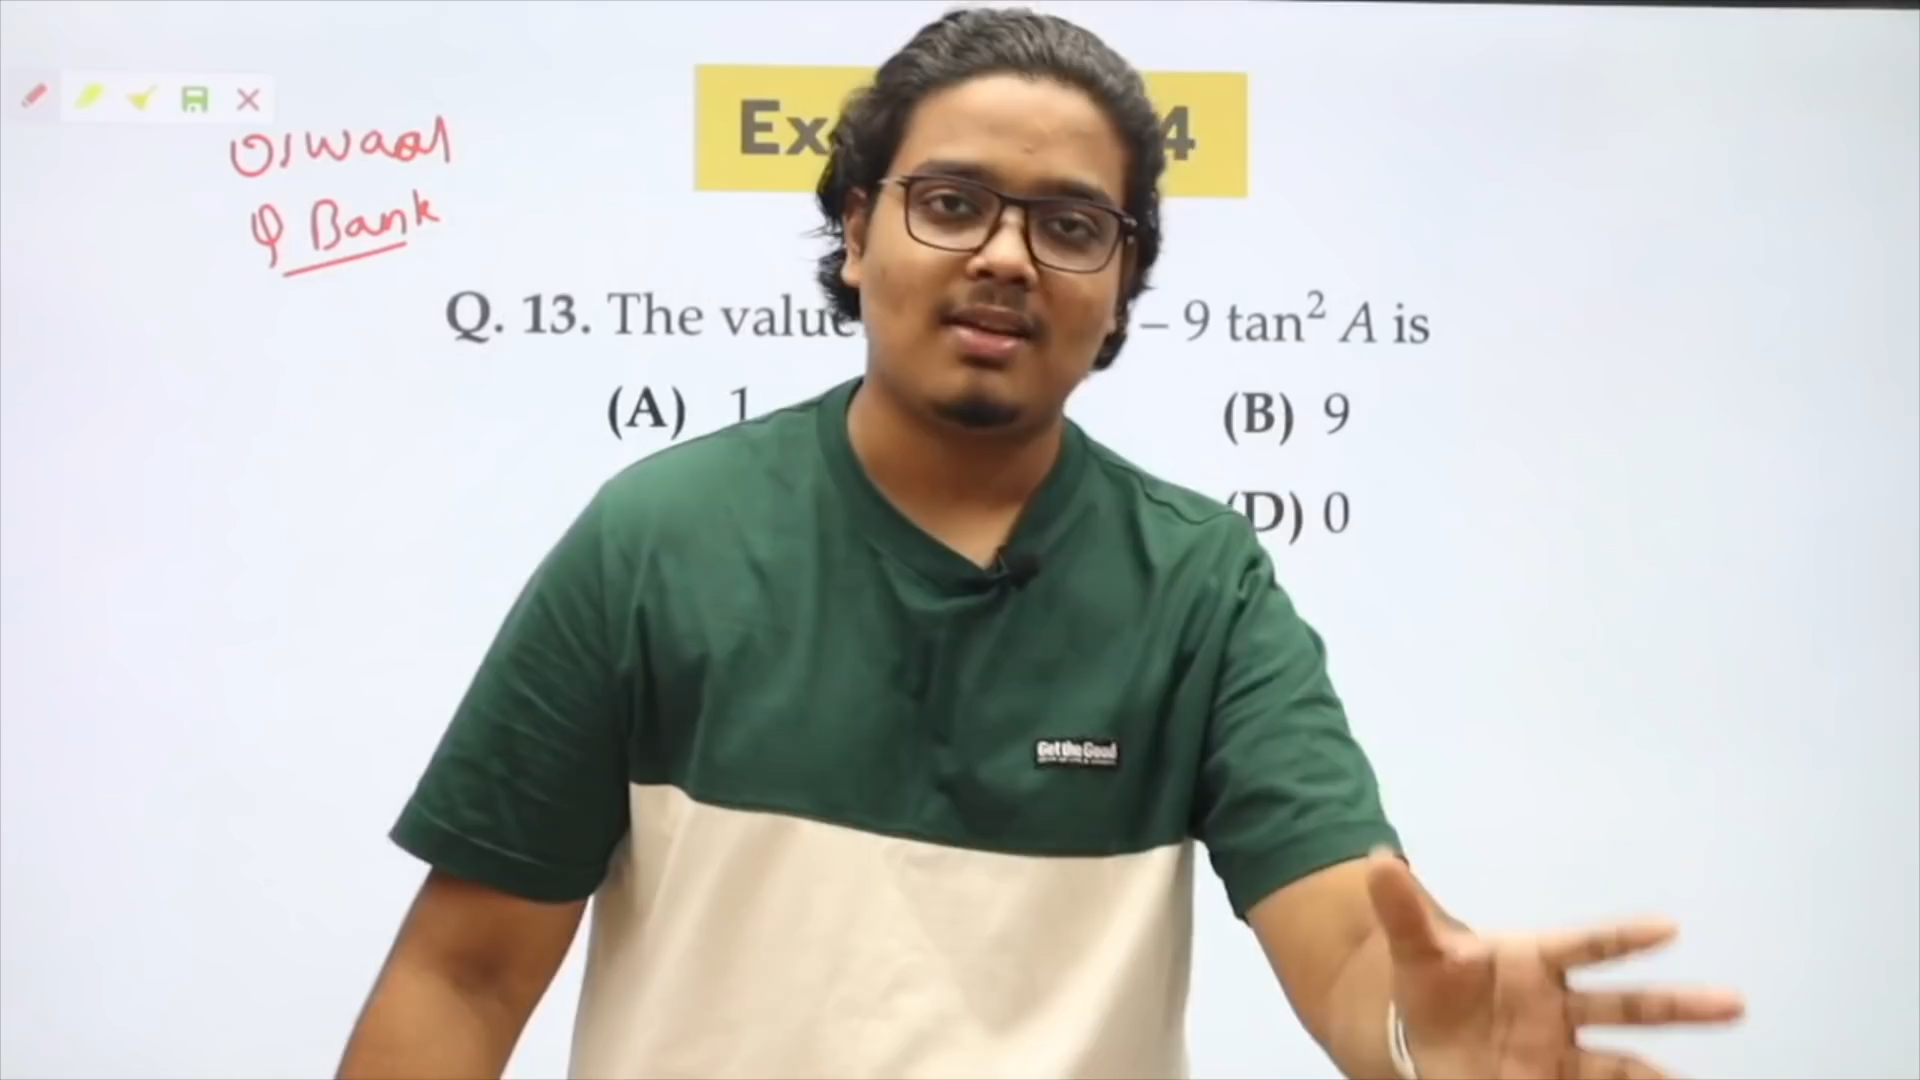 Oswaal
Q Bank
Ex 4
Q. 13. The value – 9 tan² A is
(A) 1 (B) 9
(D) 0
Get the Good